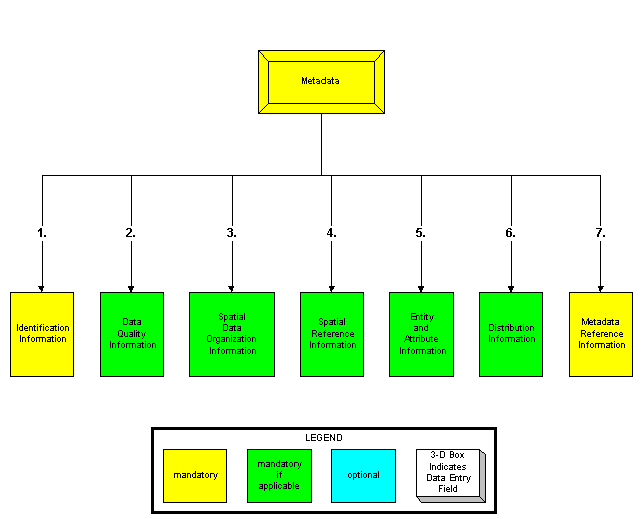 Metadata
1.
2.
3.
4.
5.
6.
7.
Identification
Information
Data
Quality
Information
Spatial
Data
Organization
Information
Spatial
Reference
Information
Entity
and
Attribute
Information
Distribution
Information
Metadata
Reference
Information
LEGEND
mandatory
mandatory
if
applicable
optional
3-D Box
Indicates
Data Entry
Field